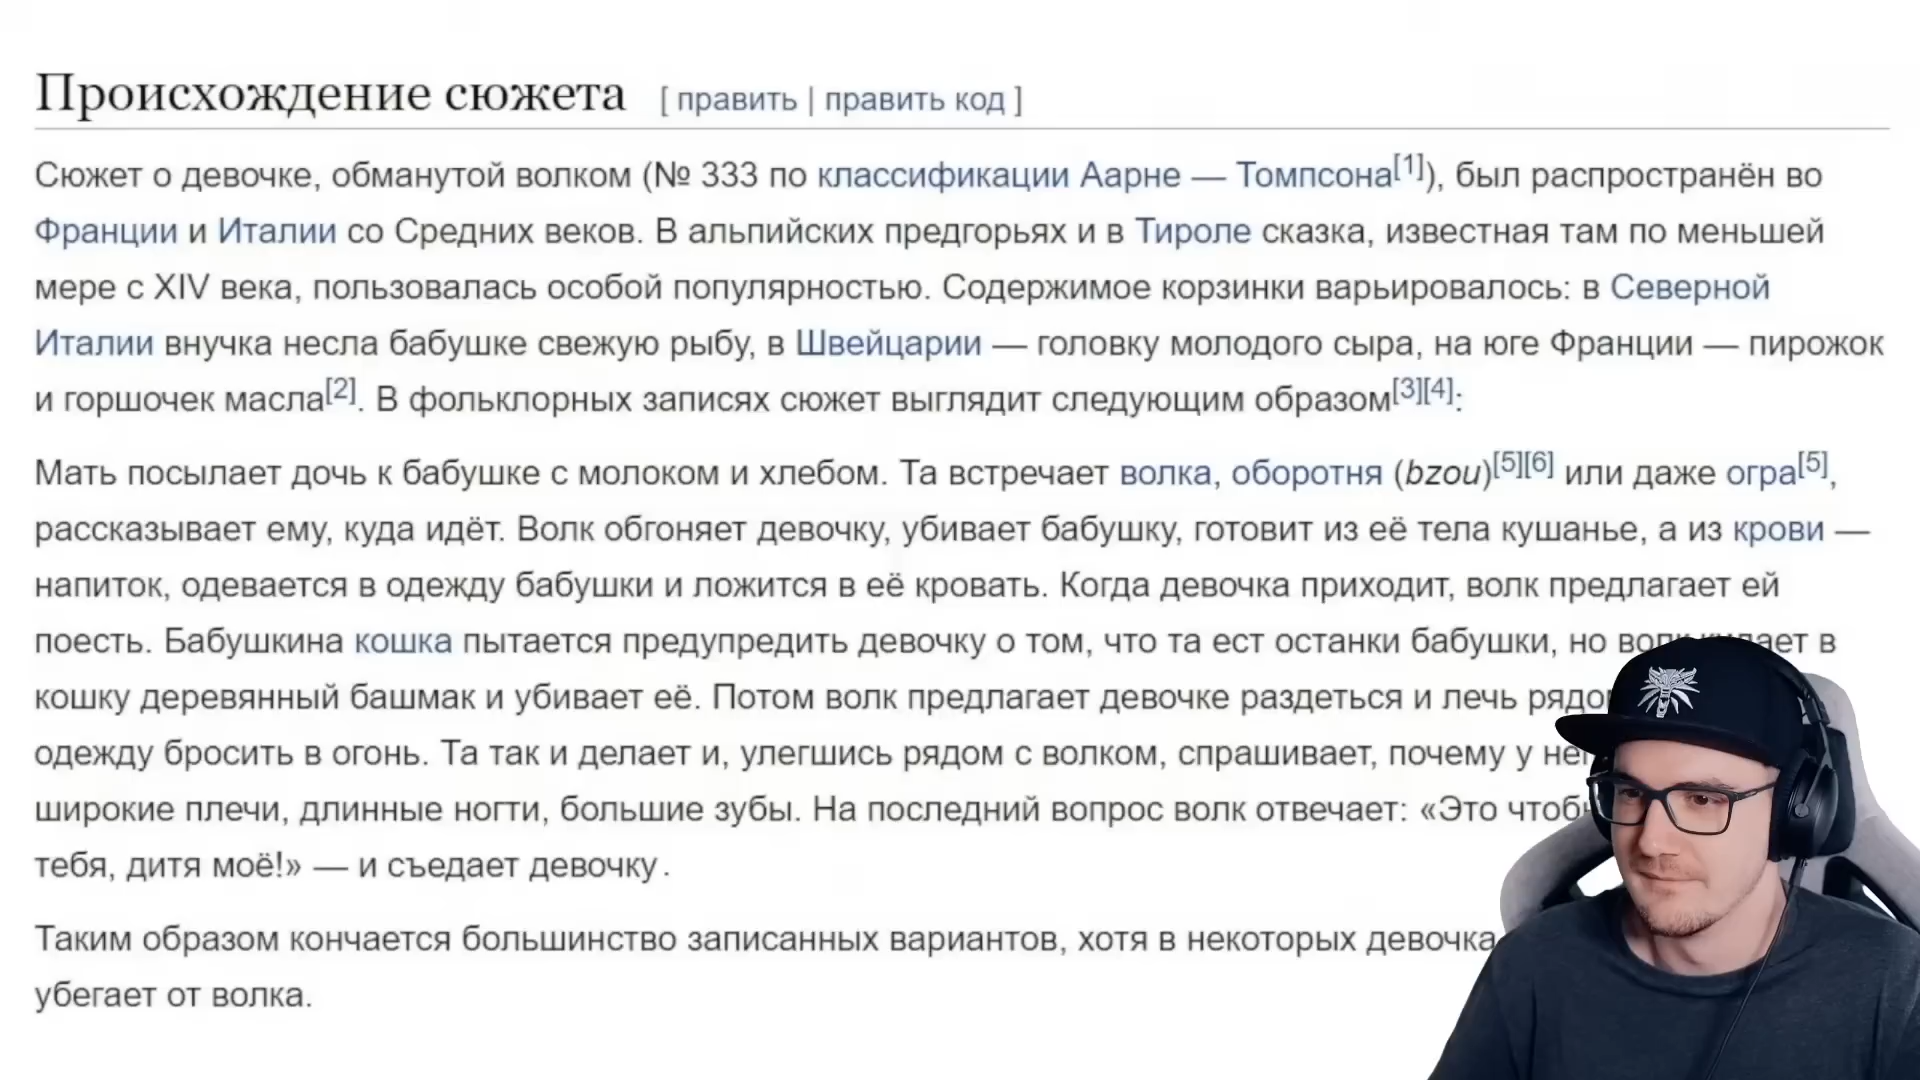 Происхождение сюжета [ править | править код ]
Сюжет о девочке, обманутой волком (№ 333 по классификации Аарне — Томпсона[1]), был распространён во
Франции и Италии со Средних веков. В альпийских предгорьях и в Тироле сказка, известная там по меньшей
мере с XIV века, пользовалась особой популярностью. Содержимое корзинки варьировалось: в Северной
Италии внучка несла бабушке свежую рыбу, в Швейцарии — головку молодого сыра, на юге Франции — пирожок
и горшочек масла[2]. В фольклорных записях сюжет выглядит следующим образом[3][4]:
Мать посылает дочь к бабушке с молоком и хлебом. Та встречает волка, оборотня (bzou)[5][6] или даже огра[5],
рассказывает ему, куда идёт. Волк обгоняет девочку, убивает бабушку, готовит из её тела кушанье, а из крови —
напиток, одевается в одежду бабушки и ложится в её кровать. Когда девочка приходит, волк предлагает ей
поесть. Бабушкина кошка пытается предупредить девочку о том, что та ест останки бабушки, но волк кидает в
кошку деревянный башмак и убивает её. Потом волк предлагает девочке раздеться и лечь
одежду бросить в огонь. Та так и делает и, улегшись рядом с волком, спрашивает, почему у
широкие плечи, длинные ногти, большие зубы. На последний вопрос волк отвечает: «Это
тебя, дитя моё!» — и съедает девочку.
Таким образом кончается большинство записанных вариантов, хотя в некоторых девочка
убегает от волка.